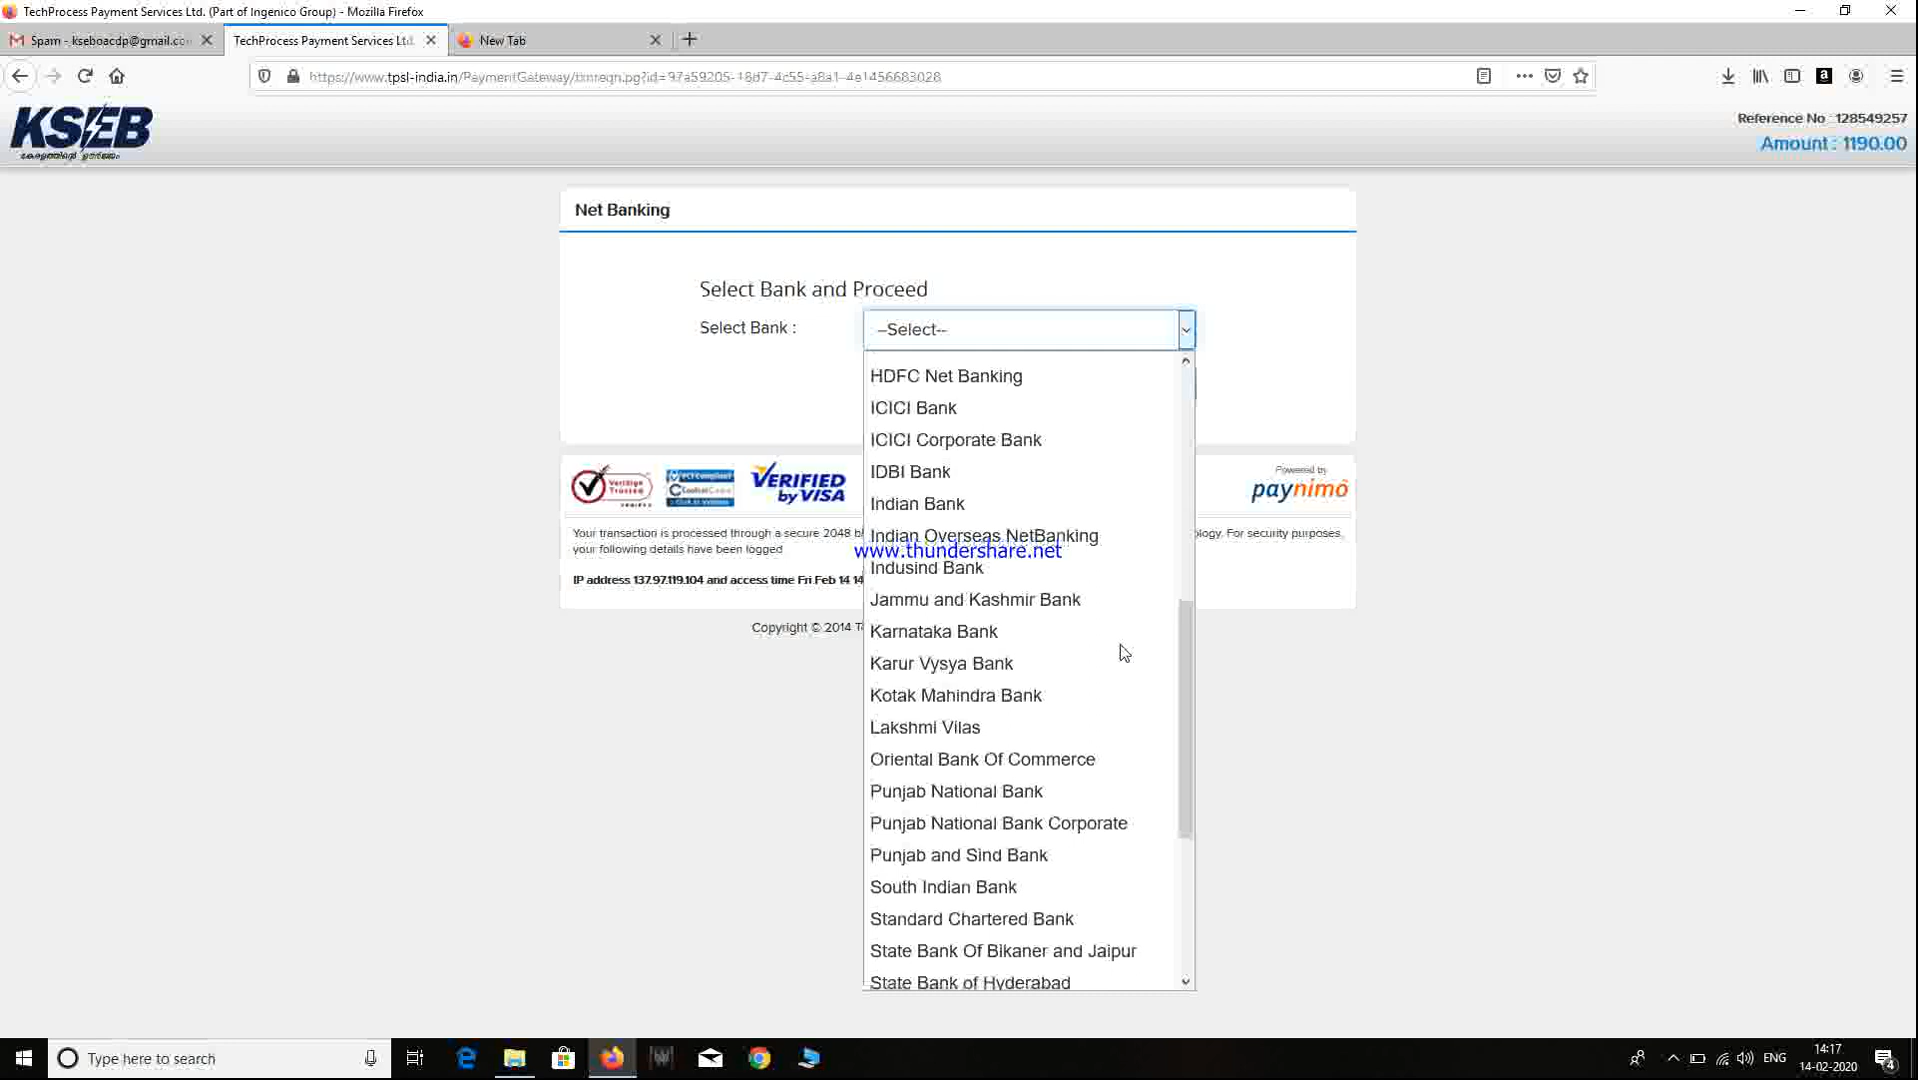 TechProcess Payment Services Ltd. (Part of Ingenico Group) - Mozilla Firefox
Spam - kseboacdp@gmail.co
TechProcess Payment Services Ltd.
New Tab
https://www.tpsl-india.in/PaymentGateway/txnreqn.pg?id=97a59205-18d7-4c55-a8a1-4e1456683028
KSEB
കേരളത്തിന്റെ ഊർജ്ജം
Reference No : 128549257
Amount : 1190.00
Net Banking
Select Bank and Proceed
Select Bank :
--Select--
HDFC Net Banking
ICICI Bank
ICICI Corporate Bank
IDBI Bank
Indian Bank
Indian Overseas NetBanking
Indusind Bank
Jammu and Kashmir Bank
Karnataka Bank
Karur Vysya Bank
Kotak Mahindra Bank
Lakshmi Vilas
Oriental Bank Of Commerce
Punjab National Bank
Punjab National Bank Corporate
Punjab and Sind Bank
South Indian Bank
Standard Chartered Bank
State Bank Of Bikaner and Jaipur
State Bank of Hyderabad
VeriSign
Trusted
VERIFIED
by VISA
Powered by
paynimo
Your transaction is processed through a secure 2048 b
ology. For security purposes,
your following details have been logged
www.thundershare.net
IP address 137.97.119.104 and access time Fri Feb 14 14
Copyright © 2014 T
Type here to search
ENG
14:17
14-02-2020
4